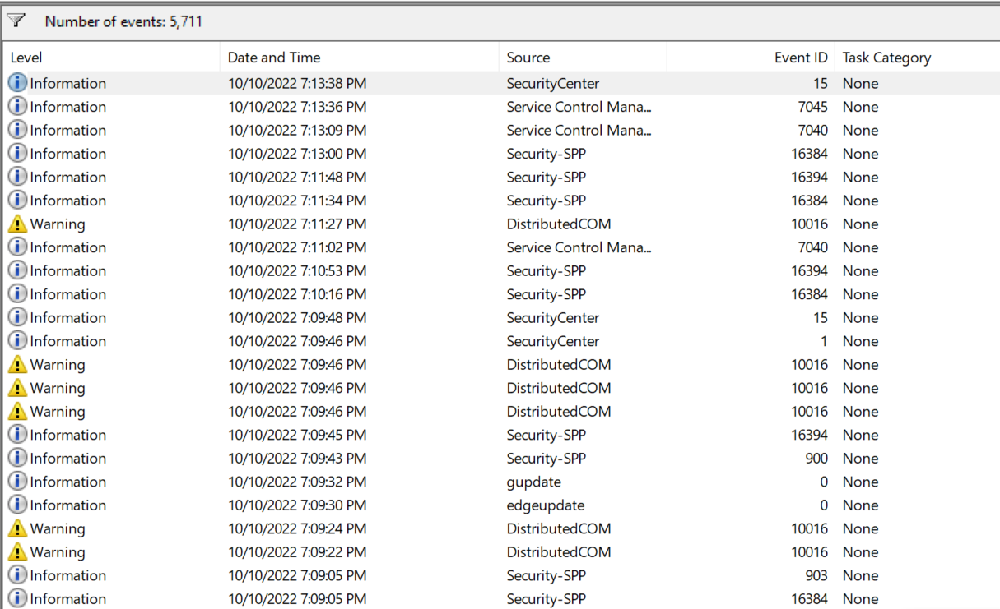 Number of events: 5,711
Level Date and Time Source Event ID Task Category
Information 10/10/2022 7:13:38 PM SecurityCenter 15 None
Information 10/10/2022 7:13:36 PM Service Control Mana... 7045 None
Information 10/10/2022 7:13:09 PM Service Control Mana... 7040 None
Information 10/10/2022 7:13:00 PM Security-SPP 16384 None
Information 10/10/2022 7:11:48 PM Security-SPP 16394 None
Information 10/10/2022 7:11:34 PM Security-SPP 16384 None
Warning 10/10/2022 7:11:27 PM DistributedCOM 10016 None
Information 10/10/2022 7:11:02 PM Service Control Mana... 7040 None
Information 10/10/2022 7:10:53 PM Security-SPP 16394 None
Information 10/10/2022 7:10:16 PM Security-SPP 16384 None
Information 10/10/2022 7:09:48 PM SecurityCenter 15 None
Information 10/10/2022 7:09:46 PM SecurityCenter 1 None
Warning 10/10/2022 7:09:46 PM DistributedCOM 10016 None
Warning 10/10/2022 7:09:46 PM DistributedCOM 10016 None
Warning 10/10/2022 7:09:46 PM DistributedCOM 10016 None
Information 10/10/2022 7:09:45 PM Security-SPP 16394 None
Information 10/10/2022 7:09:43 PM Security-SPP 900 None
Information 10/10/2022 7:09:32 PM gupdate 0 None
Information 10/10/2022 7:09:30 PM edgeupdate 0 None
Warning 10/10/2022 7:09:24 PM DistributedCOM 10016 None
Warning 10/10/2022 7:09:22 PM DistributedCOM 10016 None
Information 10/10/2022 7:09:05 PM Security-SPP 903 None
Information 10/10/2022 7:09:05 PM Security-SPP 16384 None